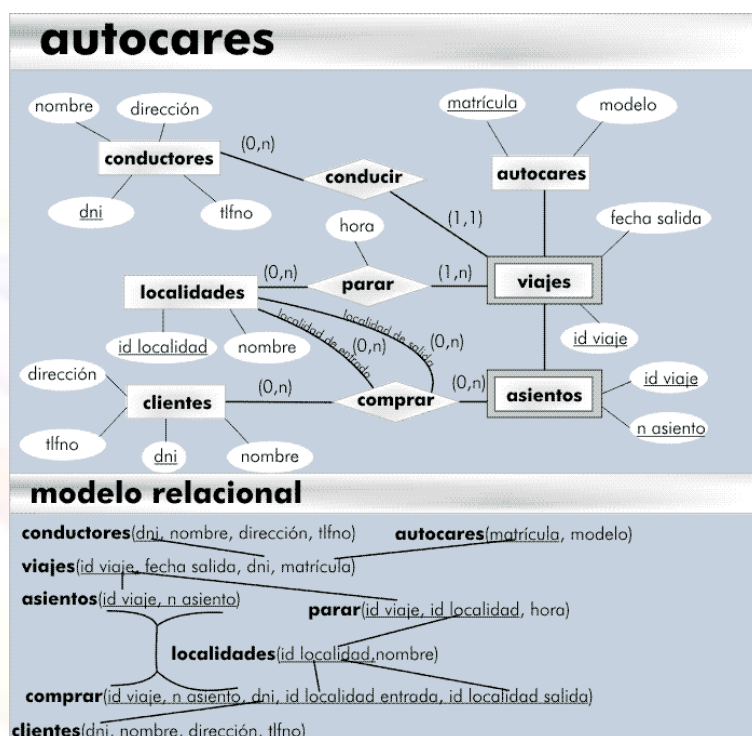 autocares
nombre
dirección
(0,n)
matrícula
modelo
conductores
conducir
autocares
dni
tlfno
hora
(1,1)
fecha salida
(0,n)
(1,n)
localidades
parar
viajes
localidad de entrada
localidad de salida
(0,n)
(0,n)
id localidad
nombre
id viaje
dirección
(0,n)
(0,n)
id viaje
clientes
comprar
asientos
tlfno
dni
nombre
n asiento
modelo relacional
conductores(dni, nombre, dirección, tlfno)
autocares(matrícula, modelo)
viajes(id viaje, fecha salida, dni, matrícula)
asientos(id viaje, n asiento)
parar(id viaje, id localidad, hora)
localidades(id localidad,nombre)
comprar(id viaje, n asiento, dni, id localidad entrada, id localidad salida)
clientes(dni, nombre, dirección, tlfno)